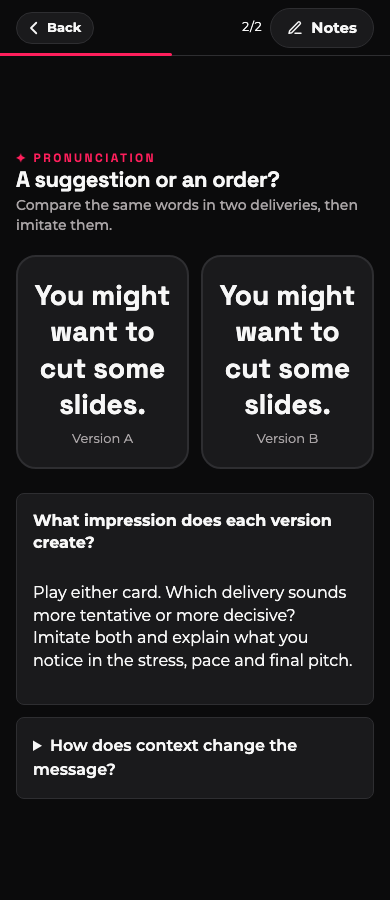 Back
2/2
Notes
PRONUNCIATION
A suggestion or an order?
Compare the same words in two deliveries, then
imitate them.
You might
want to
cut some
slides.
Version A
You might
want to
cut some
slides.
Version B
What impression does each version
create?
Play either card. Which delivery sounds
more tentative or more decisive?
Imitate both and explain what you
notice in the stress, pace and final pitch.
How does context change the
message?